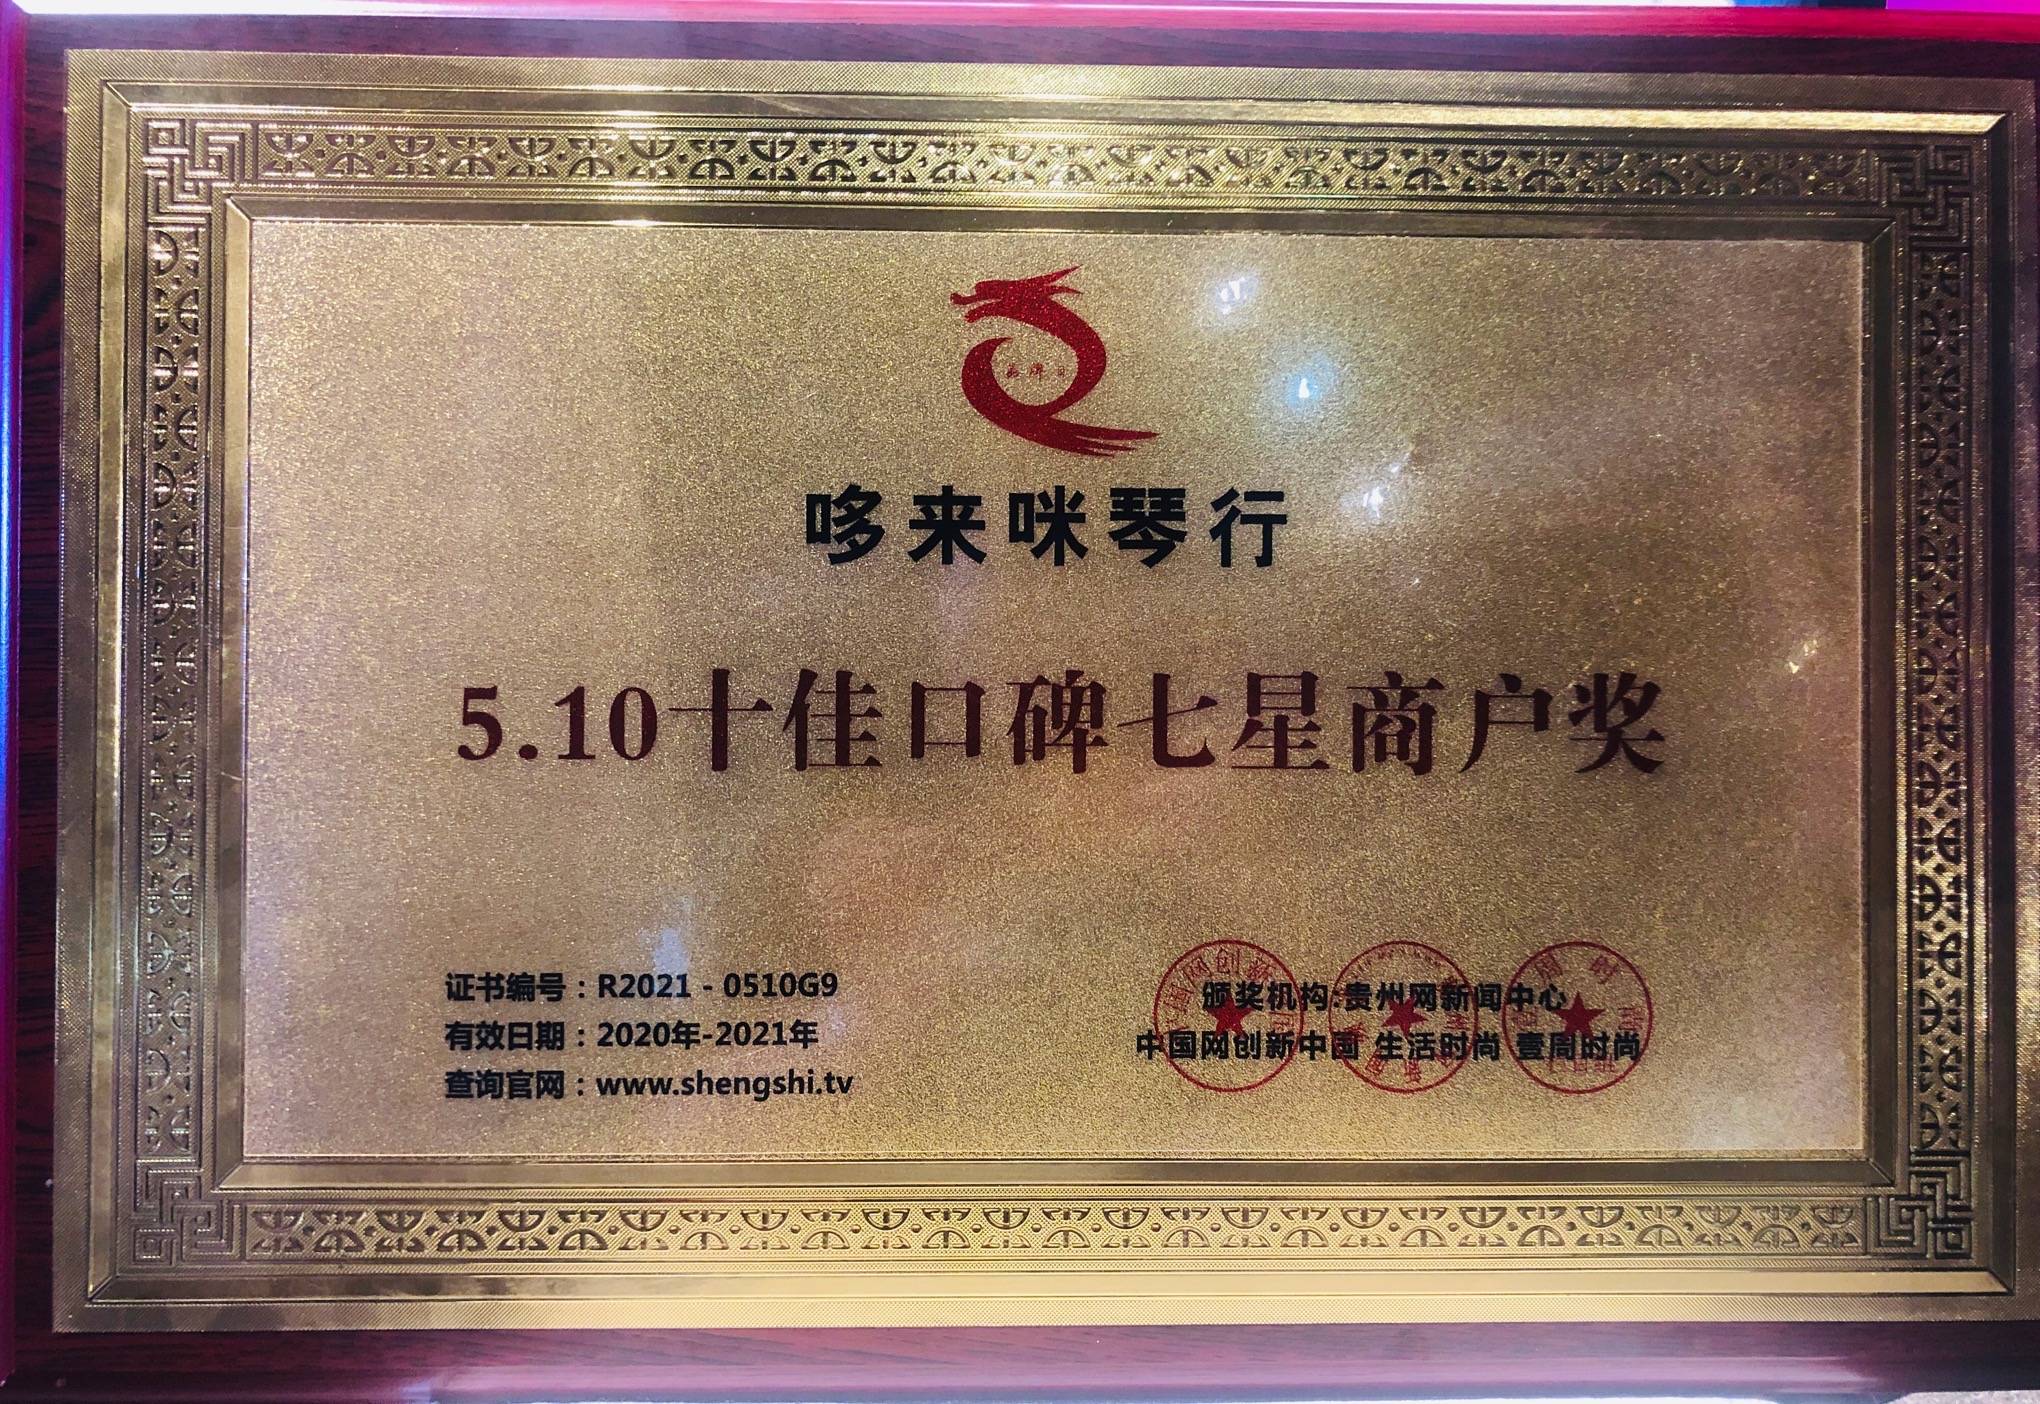 品牌日
哆来咪琴行
5.10十佳口碑七星商户奖
证书编号：R2021 - 0510G9
有效日期：2020年-2021年
查询官网：www.shengshi.tv
颁奖机构:贵州网新闻中心
中国网创新中国 生活时尚 壹周时尚